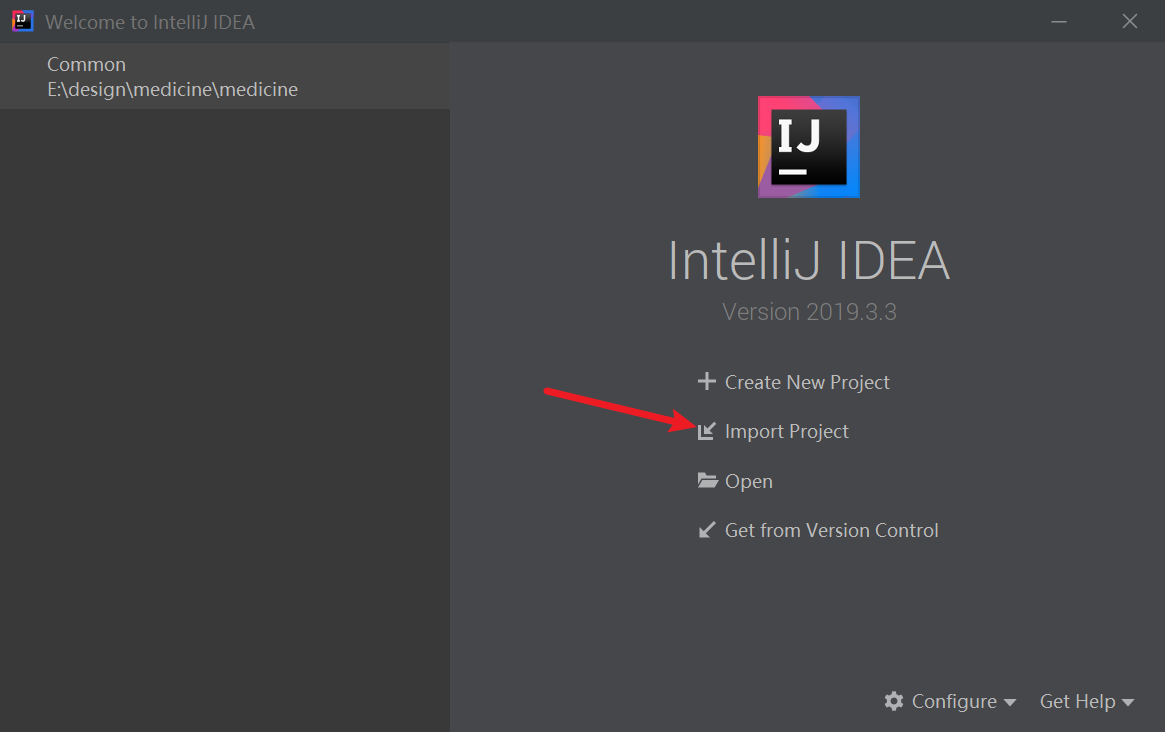 Welcome to IntelliJ IDEA
Common
E:\design\medicine\medicine
IJ
IntelliJ IDEA
Version 2019.3.3
Create New Project
Import Project
Open
Get from Version Control
Configure
Get Help